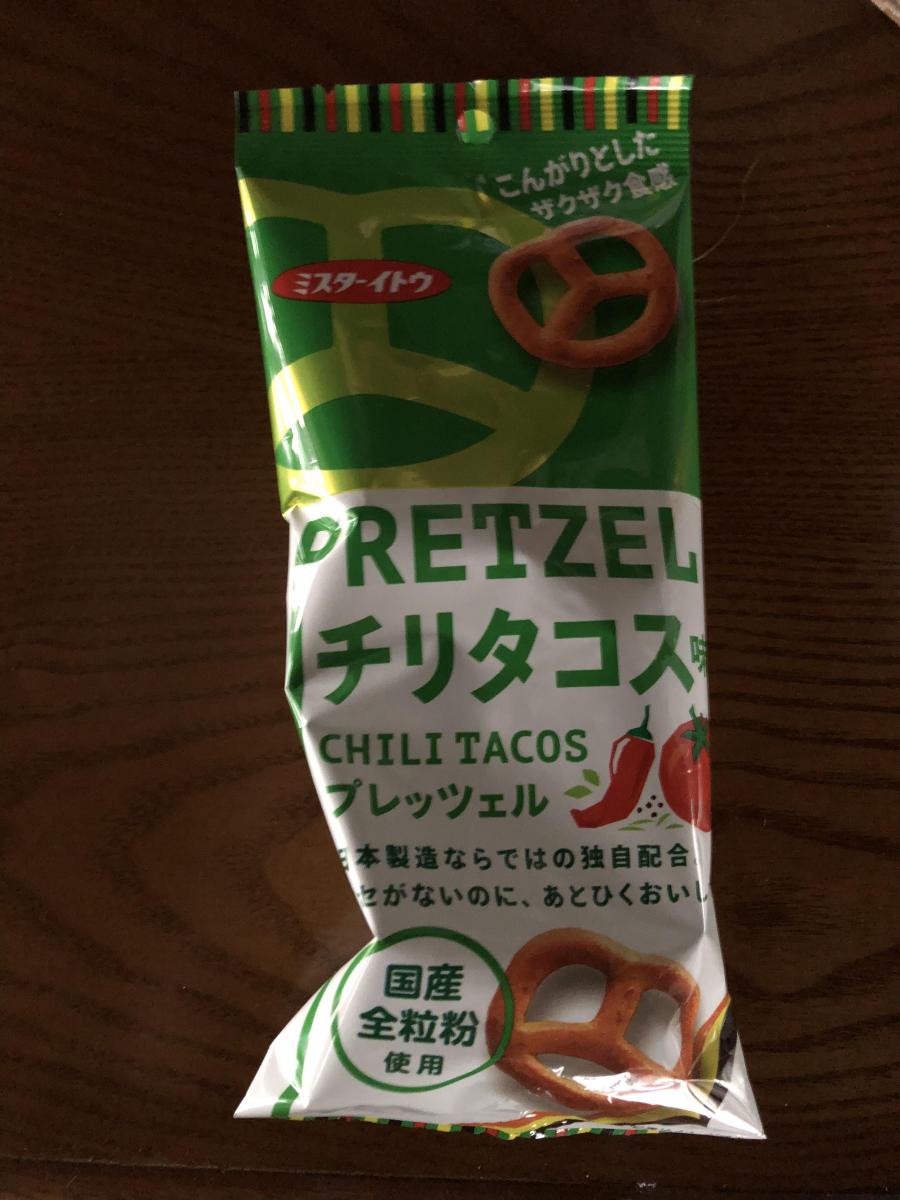 こんがりとした
ザクザク食感
ミスターイトウ
PRETZEL
チリタコス味
CHILI TACOS
プレッツェル
日本製造ならではの独自配合。
セがないのに、あとひくおいし
国産
全粒粉
使用